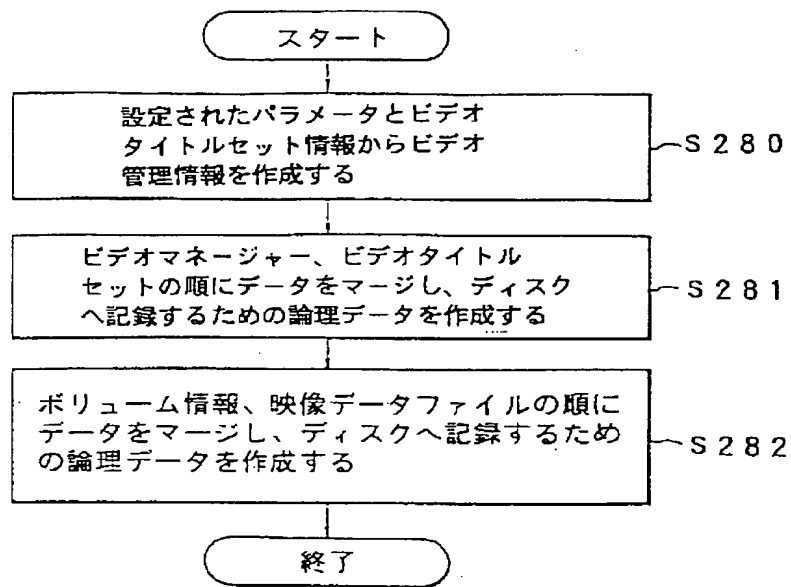 スタート
設定されたパラメータとビデオ
タイトルセット情報からビデオ
管理情報を作成する
S280
ビデオマネージャー、ビデオタイトル
セットの順にデータをマージし、ディスク
へ記録するための論理データを作成する
S281
ボリューム情報、映像データファイルの順に
データをマージし、ディスクへ記録するため
の論理データを作成する
S282
終了